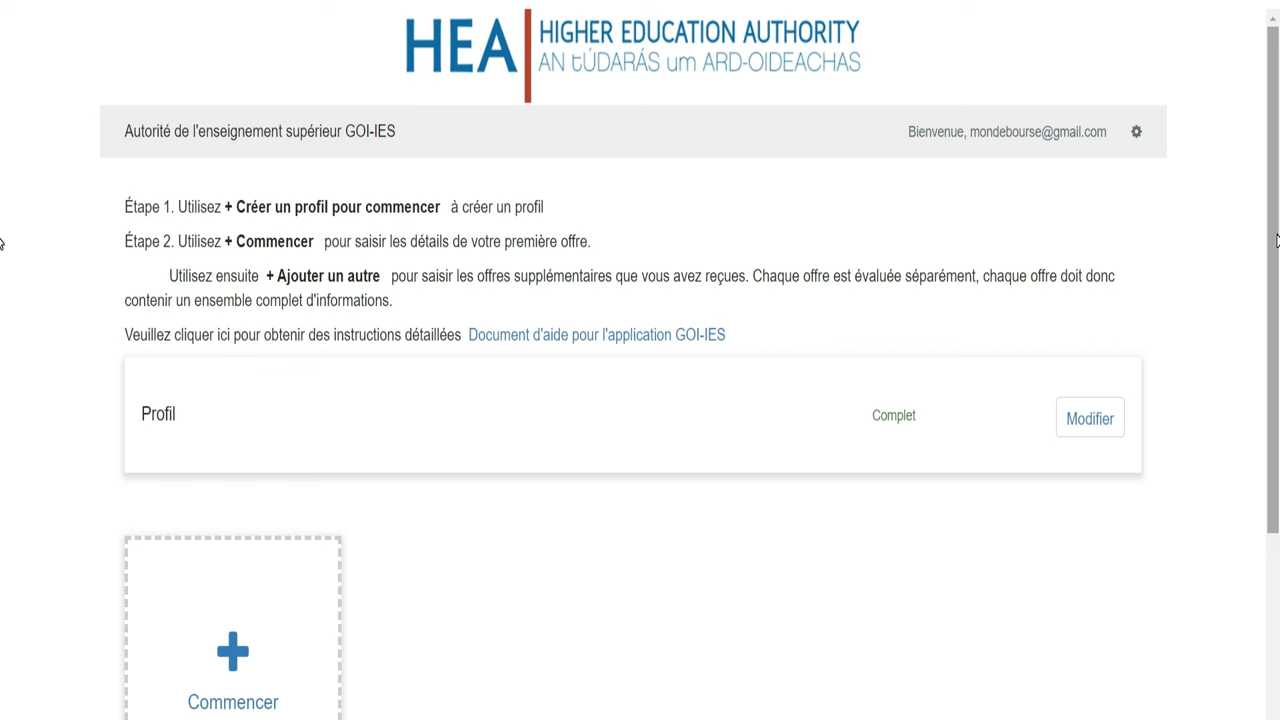 HEA HIGHER EDUCATION AUTHORITY
AN tÚDARÁS um ARD-OIDEACHAS
Autorité de l'enseignement supérieur GOI-IES
Bienvenue, mondebourse@gmail.com
Étape 1. Utilisez + Créer un profil pour commencer à créer un profil
Étape 2. Utilisez + Commencer pour saisir les détails de votre première offre.
Utilisez ensuite + Ajouter un autre pour saisir les offres supplémentaires que vous avez reçues. Chaque offre est évaluée séparément, chaque offre doit donc
contenir un ensemble complet d'informations.
Veuillez cliquer ici pour obtenir des instructions détaillées Document d'aide pour l'application GOI-IES
Profil
Complet
Modifier
Commencer